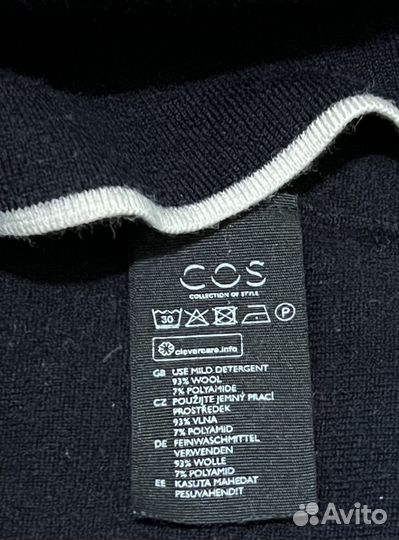 COS
COLLECTION OF STYLE
30 P
clevercare.info
GB USE MILD DETERGENT
93% WOOL
7% POLYAMIDE
CZ POUŽIJTE JEMNÝ PRACÍ
PROSTŘEDEK
93% VLNA
7% POLYAMID
DE FEINWASCHMITTEL
VERWENDEN
93% WOLLE
7% POLYAMID
EE KASUTA MAHEDAT
PESUVAHENDIT
Avito